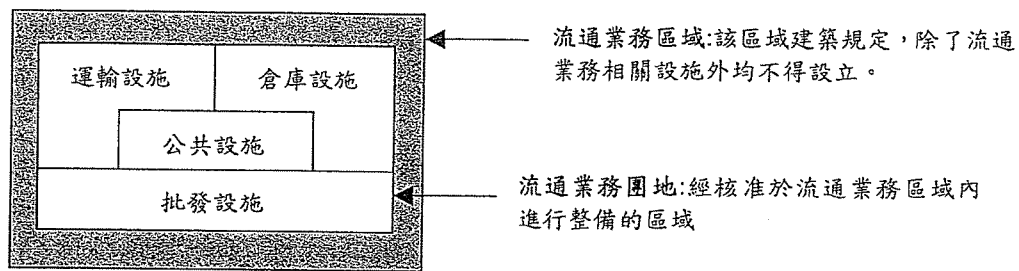 流通業務區域:該區域建築規定,除了流通
業務相關設施外均不得設立。
運輸設施
倉庫設施
公共設施
流通業務團地:經核准於流通業務區域內
進行整備的區域
批發設施